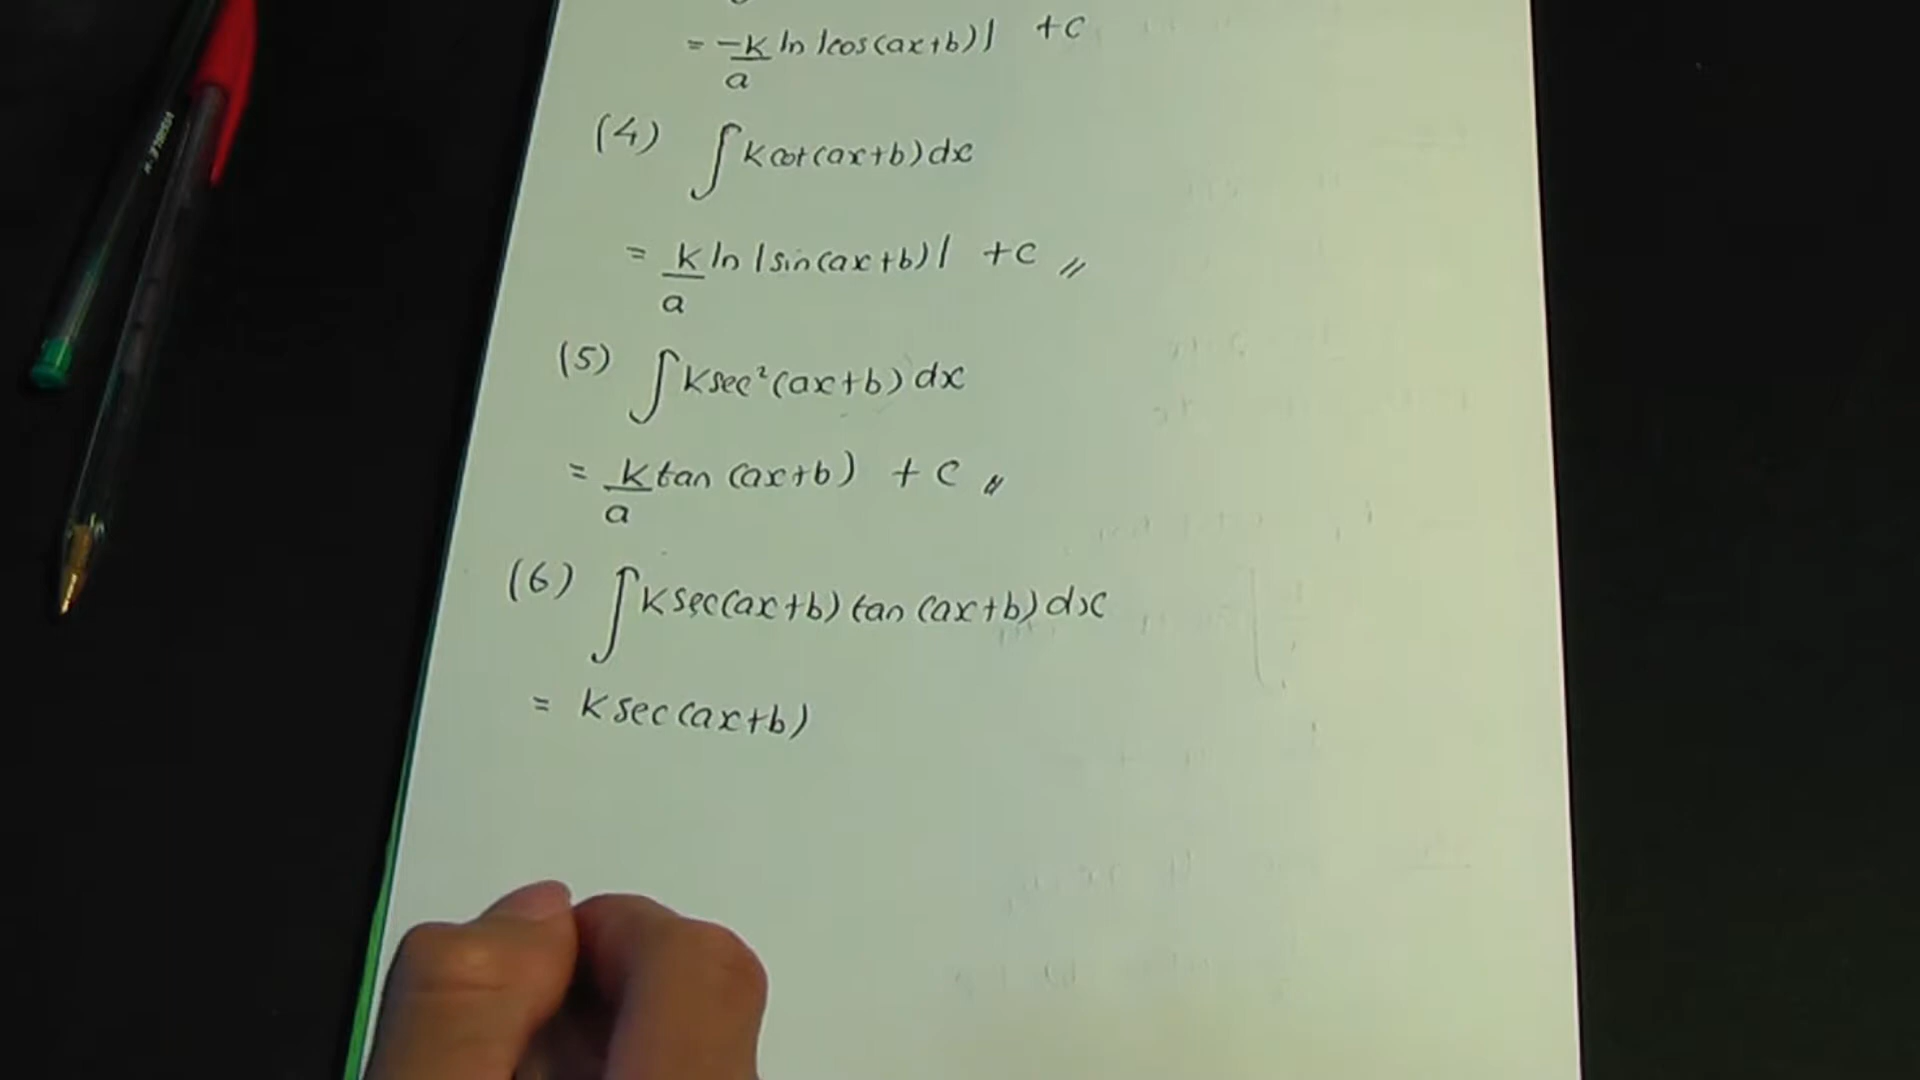 = -k/a ln |cos(ax+b)| +c
(4) ∫ k cot(ax+b) dx
= k/a ln |sin(ax+b)| +c //
(5) ∫ k sec²(ax+b) dx
= k/a tan (ax+b) + c //
(6) ∫ k sec(ax+b) tan (ax+b) dx
= k sec(ax+b)